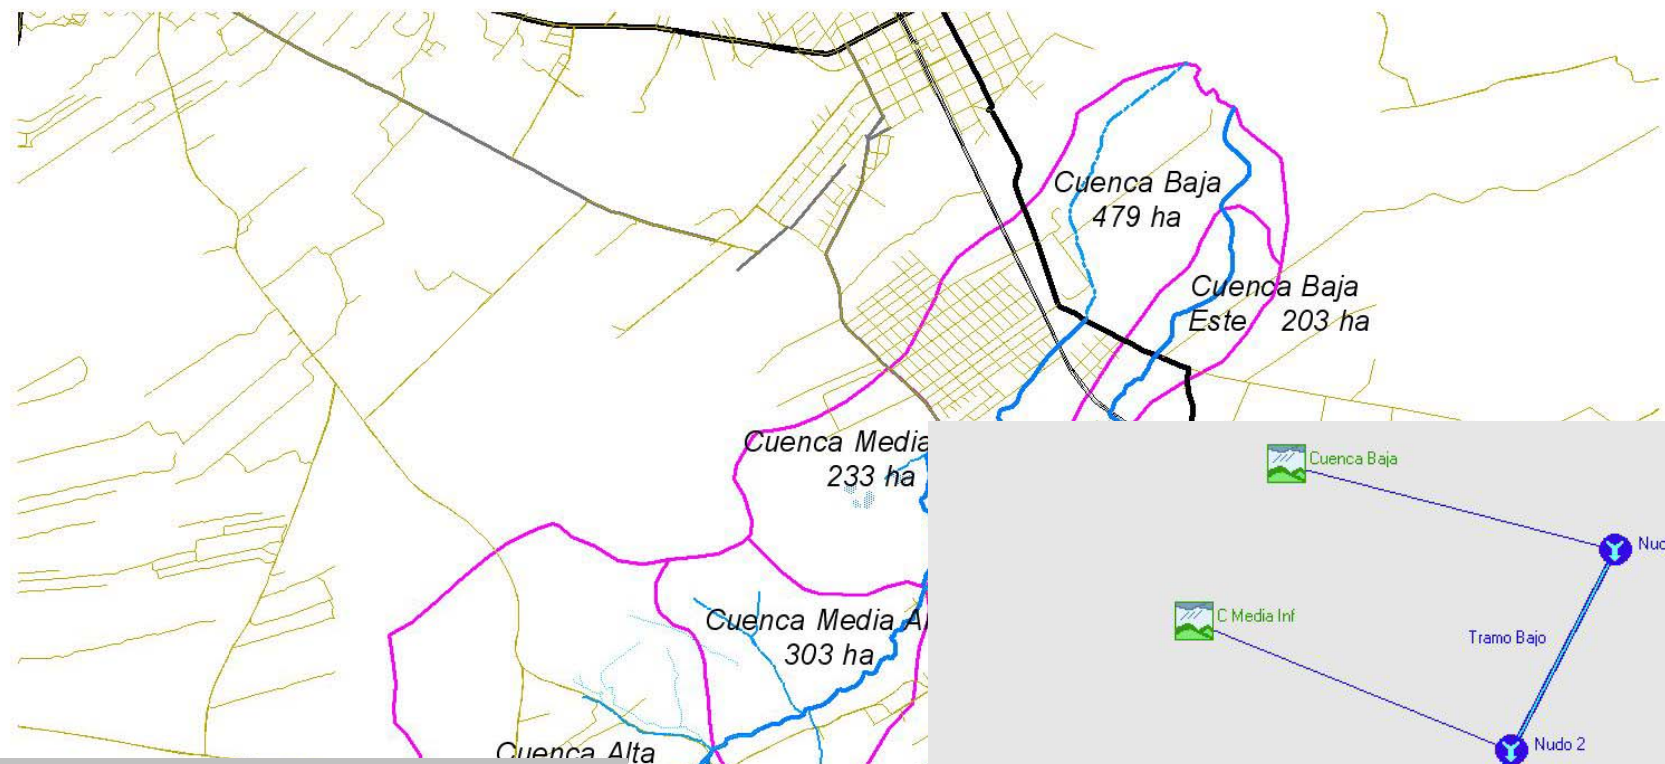 Cuenca Baja
479 ha
Cuenca Baja
Este 203 ha
Cuenca Media
233 ha
Cuenca Media
303 ha
Cuenca Alta
Cuenca Baja
C Media Inf
Tramo Bajo
Nudo 2